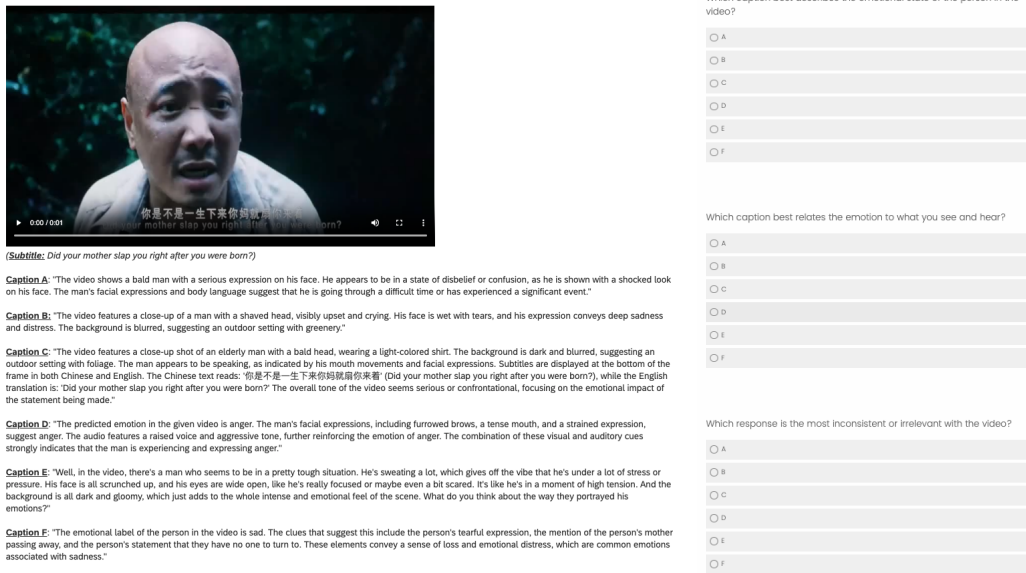 video?
A
B
C
D
E
F
0:00 / 0:01
你是不是一生下来你妈就扇你来着
your mother slap you right after you were born?
(Subtitle: Did your mother slap you right after you were born?)
Caption A: "The video shows a bald man with a serious expression on his face. He appears to be in a state of disbelief or confusion, as he is shown with a shocked look
on his face. The man's facial expressions and body language suggest that he is going through a difficult time or has experienced a significant event."
Caption B: "The video features a close-up of a man with a shaved head, visibly upset and crying. His face is wet with tears, and his expression conveys deep sadness
and distress. The background is blurred, suggesting an outdoor setting with greenery."
Caption C: "The video features a close-up shot of an elderly man with a bald head, wearing a light-colored shirt. The background is dark and blurred, suggesting an
outdoor setting with foliage. The man appears to be speaking, as indicated by his mouth movements and facial expressions. Subtitles are displayed at the bottom of the
frame in both Chinese and English. The Chinese text reads: '你是不是一生下来你妈就扇你来着' (Did your mother slap you right after you were born?), while the English
translation is: 'Did your mother slap you right after you were born?' The overall tone of the video seems serious or confrontational, focusing on the emotional impact of
the statement being made."
Caption D: "The predicted emotion in the given video is anger. The man's facial expressions, including furrowed brows, a tense mouth, and a strained expression,
suggest anger. The audio features a raised voice and aggressive tone, further reinforcing the emotion of anger. The combination of these visual and auditory cues
strongly indicates that the man is experiencing and expressing anger."
Caption E: "Well, in the video, there's a man who seems to be in a pretty tough situation. He's sweating a lot, which gives off the vibe that he's under a lot of stress or
pressure. His face is all scrunched up, and his eyes are wide open, like he's really focused or maybe even a bit scared. It's like he's in a moment of high tension. And the
background is all dark and gloomy, which just adds to the whole intense and emotional feel of the scene. What do you think about the way they portrayed his
emotions?"
Caption F: "The emotional label of the person in the video is sad. The clues that suggest this include the person's tearful expression, the mention of the person's mother
passing away, and the person's statement that they have no one to turn to. These elements convey a sense of loss and emotional distress, which are common emotions
associated with sadness."
Which caption best relates the emotion to what you see and hear?
A
B
C
D
E
F
Which response is the most inconsistent or irrelevant with the video?
A
B
C
D
E
F